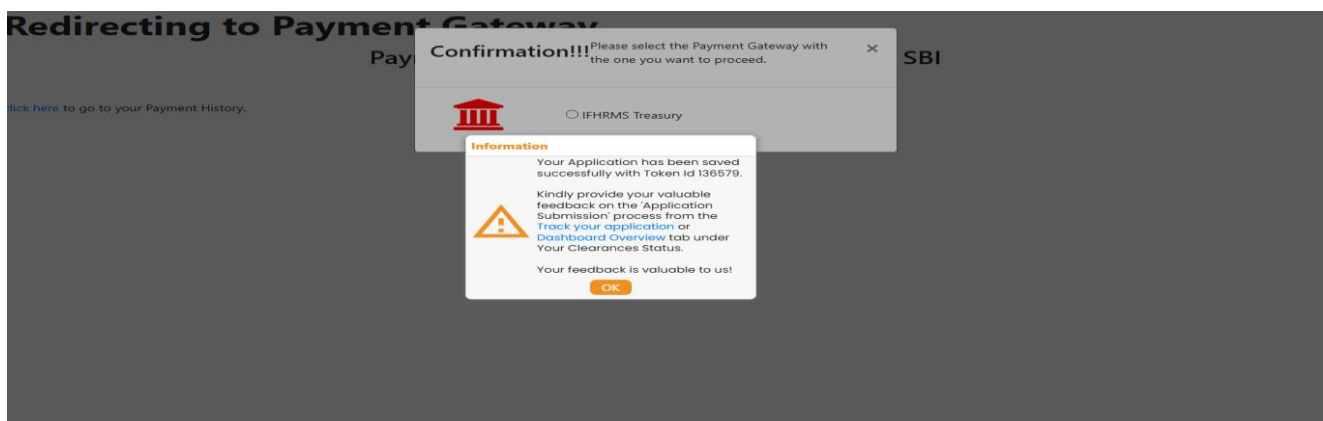 Redirecting to Payment Gateway
Confirmation!!!
Please select the Payment Gateway with
the one you want to proceed.
×
Pay
SBI
click here to go to your Payment History.
IFHRMS Treasury
Information
Your Application has been saved
successfully with Token Id 136579.
Kindly provide your valuable
feedback on the 'Application
Submission' process from the
Track your application or
Dashboard Overview tab under
Your Clearances Status.
Your feedback is valuable to us!
OK